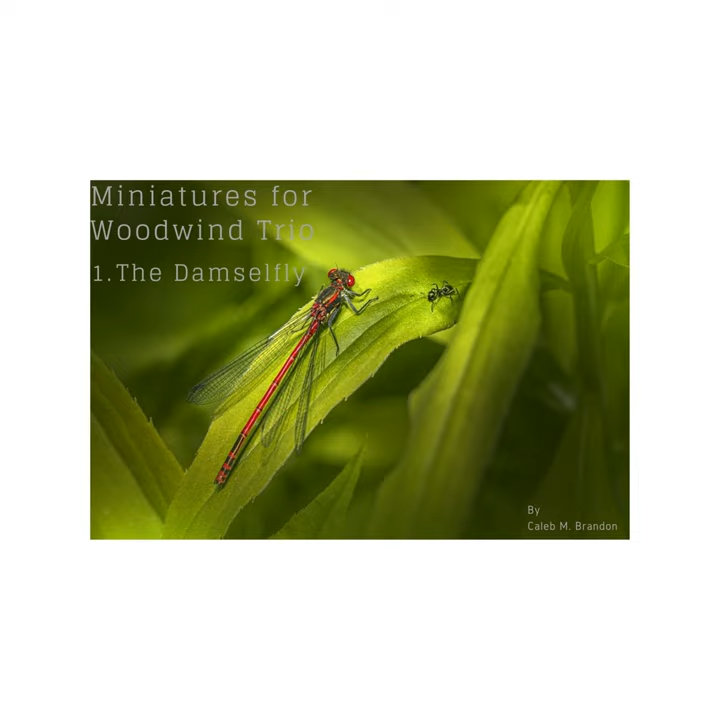 Miniatures for
Woodwind Trio
1.The Damselfly
By
Caleb M. Brandon